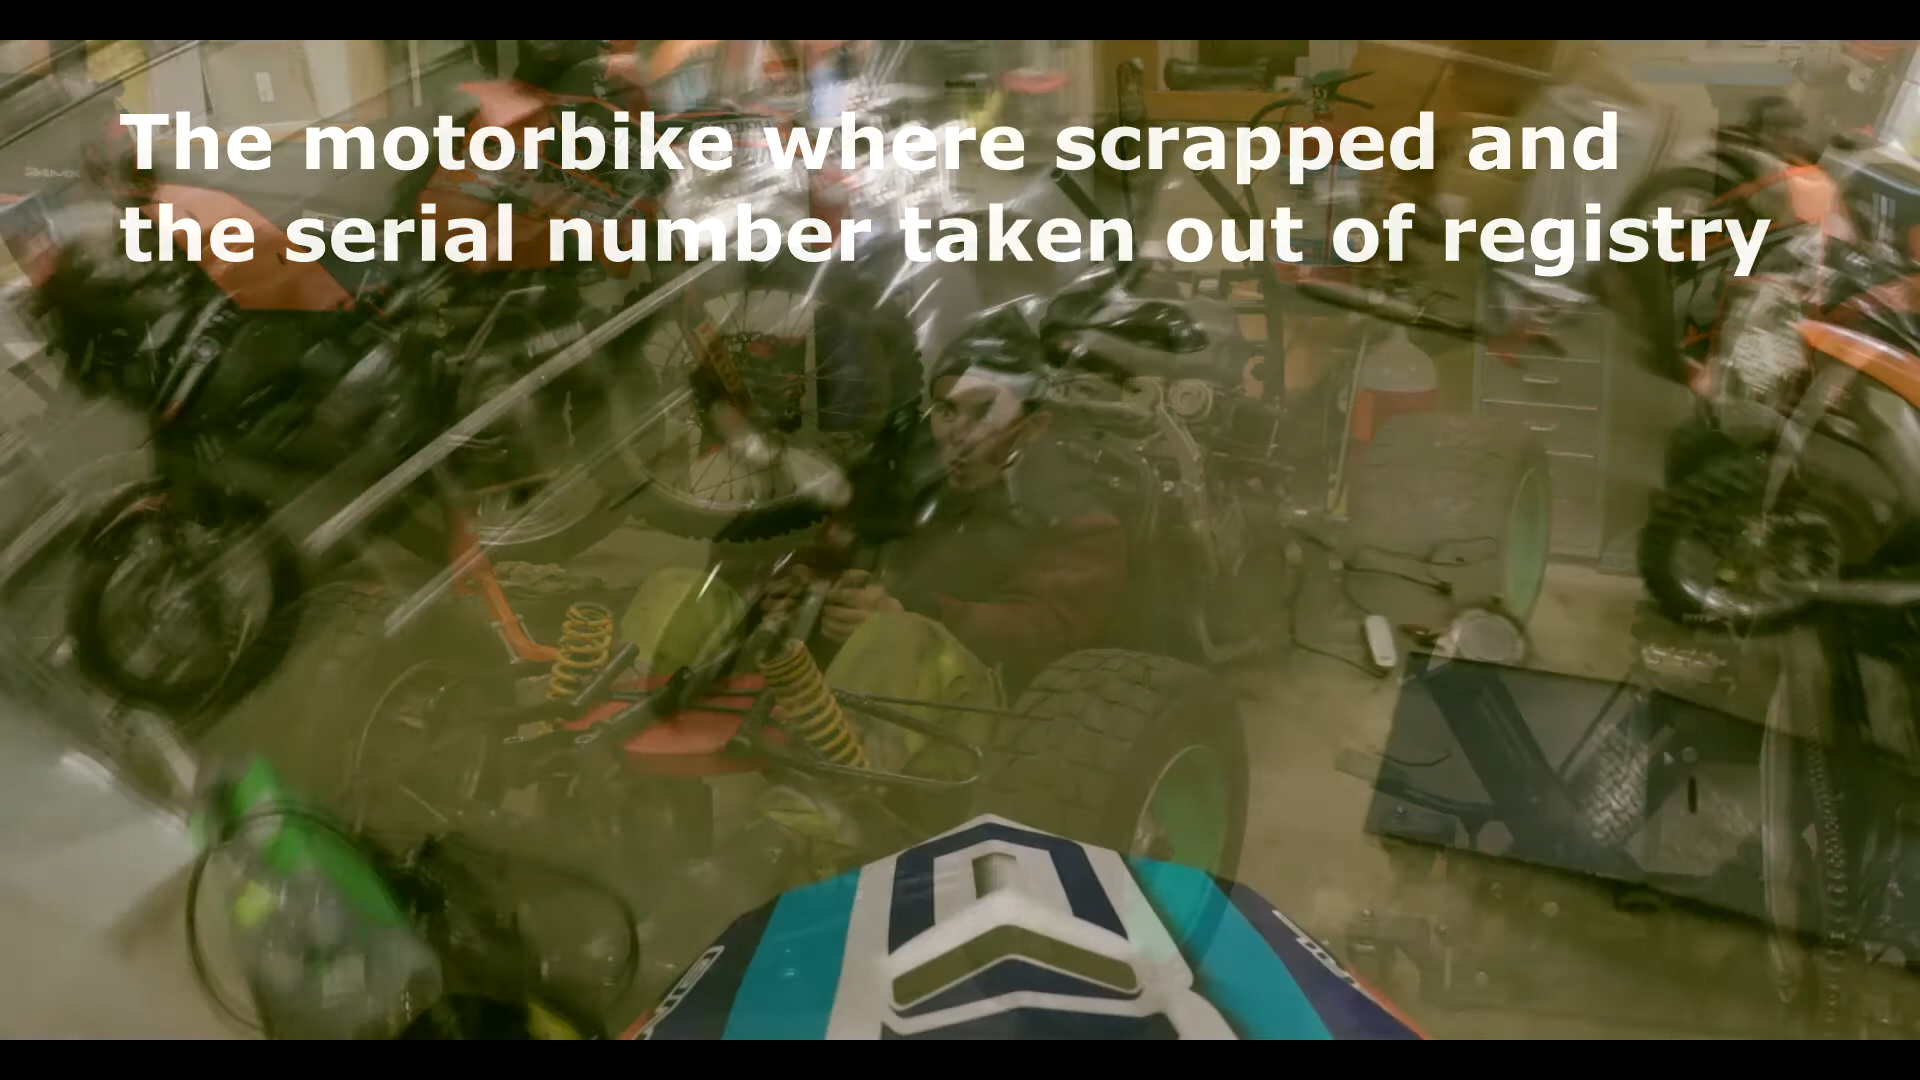 The motorbike where scrapped and
the serial number taken out of registry